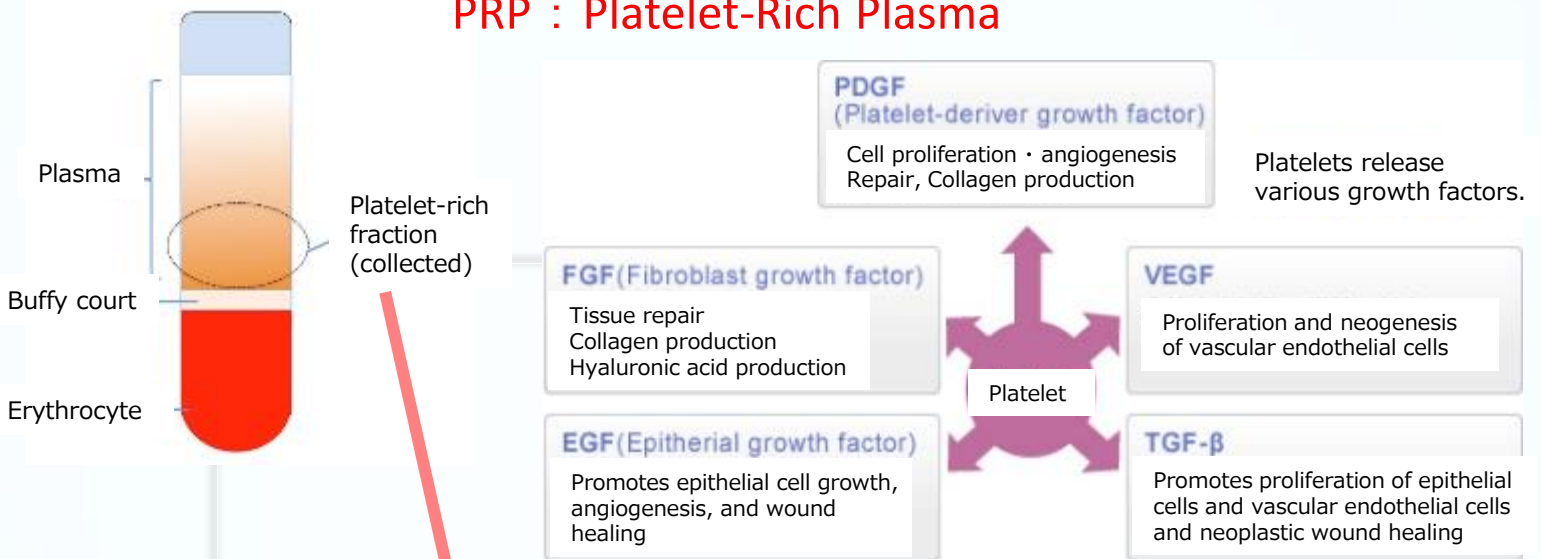 PRP：Platelet-Rich Plasma
Plasma
Platelet-rich
fraction
(collected)
Buffy court
Erythrocyte
PDGF
(Platelet-deriver growth factor)
Cell proliferation・angiogenesis
Repair, Collagen production
Platelets release
various growth factors.
FGF(Fibroblast growth factor)
Tissue repair
Collagen production
Hyaluronic acid production
VEGF
Proliferation and neogenesis
of vascular endothelial cells
Platelet
EGF(Epitherial growth factor)
Promotes epithelial cell growth,
angiogenesis, and wound
healing
TGF-β
Promotes proliferation of epithelial
cells and vascular endothelial cells
and neoplastic wound healing